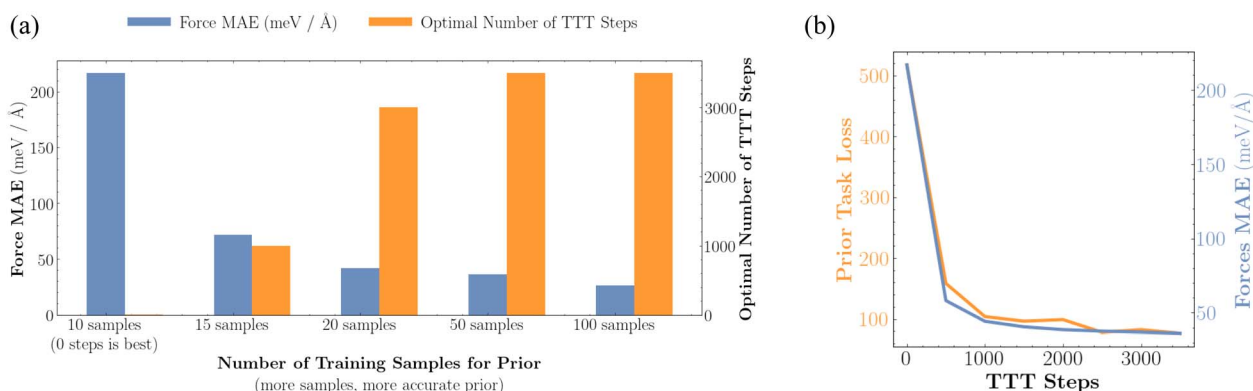 (a)
Force MAE (meV / Å)
Optimal Number of TTT Steps
Force MAE (meV / Å)
200
150
100
50
0
Optimal Number of TTT Steps
3000
2000
1000
0
10 samples
(0 steps is best)
15 samples
20 samples
50 samples
100 samples
Number of Training Samples for Prior
(more samples, more accurate prior)
(b)
Prior Task Loss
500
400
300
200
100
Forces MAE (meV/Å)
200
150
100
50
0
1000
2000
3000
TTT Steps